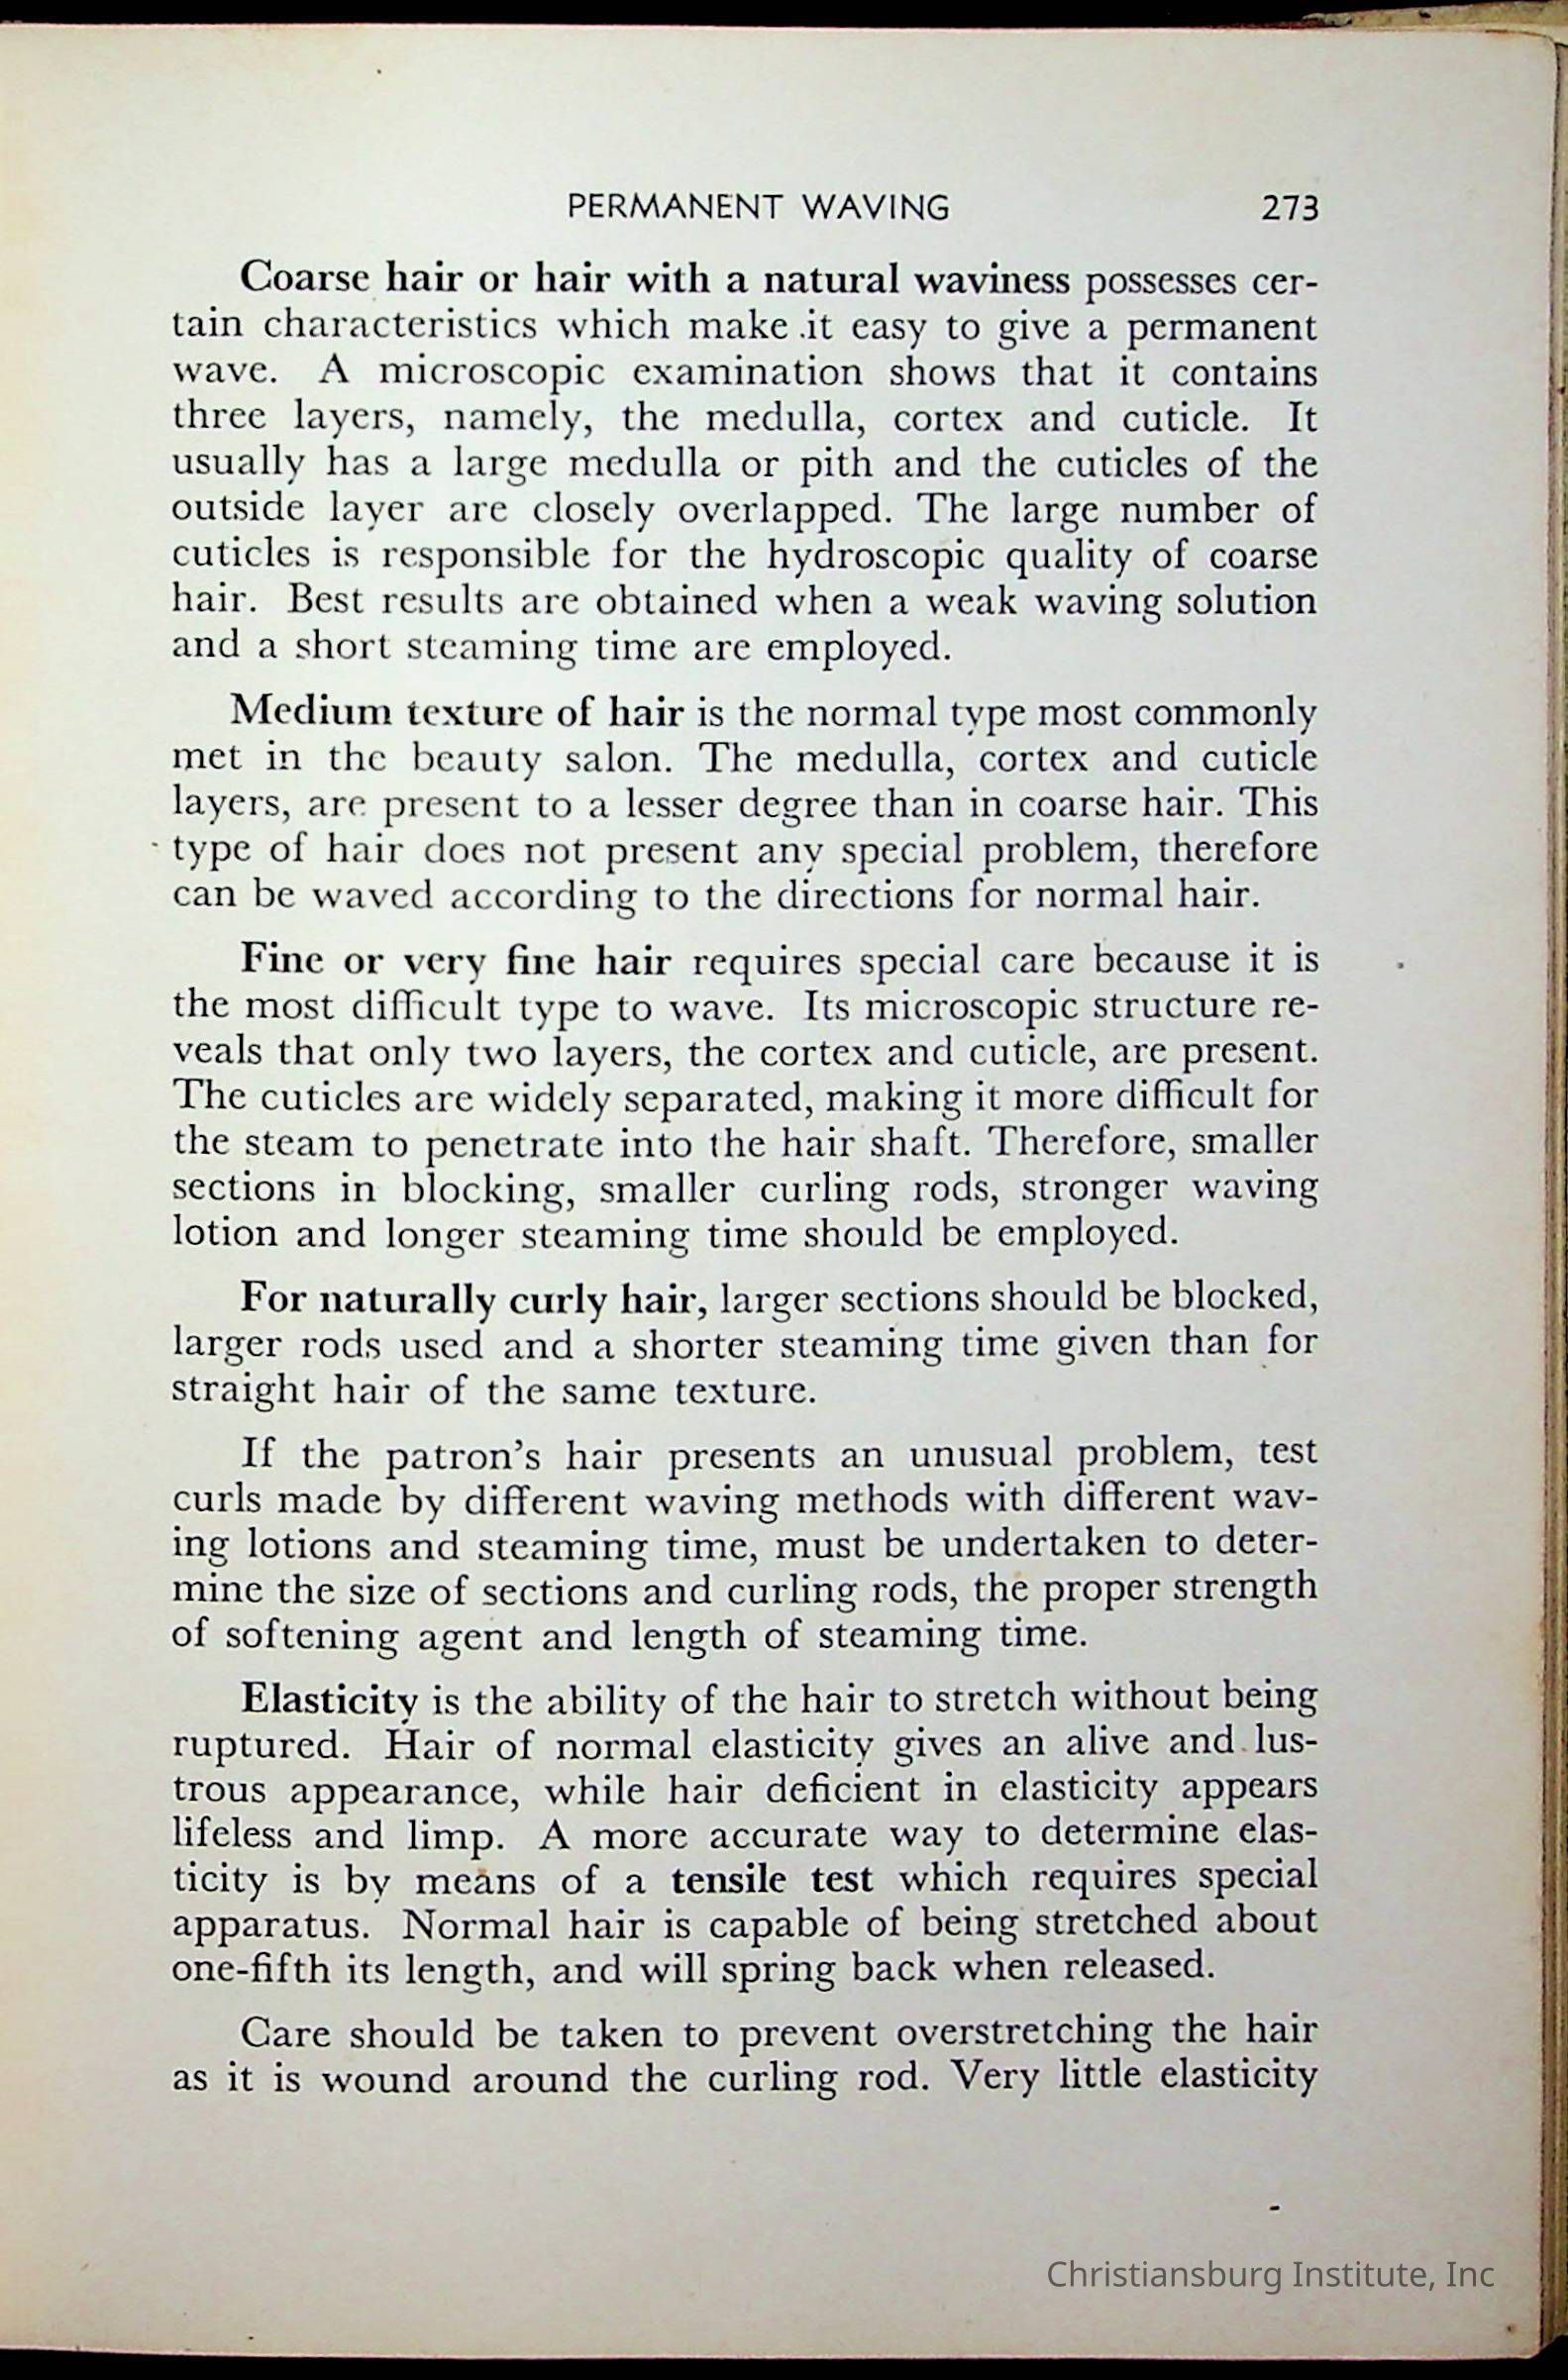 PERMANENT WAVING 273
Coarse hair or hair with a natural waviness possesses cer-
tain characteristics which make it easy to give a permanent
wave. A microscopic examination shows that it contains
three layers, namely, the medulla, cortex and cuticle. It
usually has a large medulla or pith and the cuticles of the
outside layer are closely overlapped. The large number of
cuticles is responsible for the hydroscopic quality of coarse
hair. Best results are obtained when a weak waving solution
and a short steaming time are employed.
Medium texture of hair is the normal type most commonly
met in the beauty salon. The medulla, cortex and cuticle
layers, are present to a lesser degree than in coarse hair. This
type of hair does not present any special problem, therefore
can be waved according to the directions for normal hair.
Fine or very fine hair requires special care because it is
the most difficult type to wave. Its microscopic structure re-
veals that only two layers, the cortex and cuticle, are present.
The cuticles are widely separated, making it more difficult for
the steam to penetrate into the hair shaft. Therefore, smaller
sections in blocking, smaller curling rods, stronger waving
lotion and longer steaming time should be employed.
For naturally curly hair, larger sections should be blocked,
larger rods used and a shorter steaming time given than for
straight hair of the same texture.
If the patron's hair presents an unusual problem, test
curls made by different waving methods with different wav-
ing lotions and steaming time, must be undertaken to deter-
mine the size of sections and curling rods, the proper strength
of softening agent and length of steaming time.
Elasticity is the ability of the hair to stretch without being
ruptured. Hair of normal elasticity gives an alive and lus-
trous appearance, while hair deficient in elasticity appears
lifeless and limp. A more accurate way to determine elas-
ticity is by means of a tensile test which requires special
apparatus. Normal hair is capable of being stretched about
one-fifth its length, and will spring back when released.
Care should be taken to prevent overstretching the hair
as it is wound around the curling rod. Very little elasticity
Christiansburg Institute, Inc